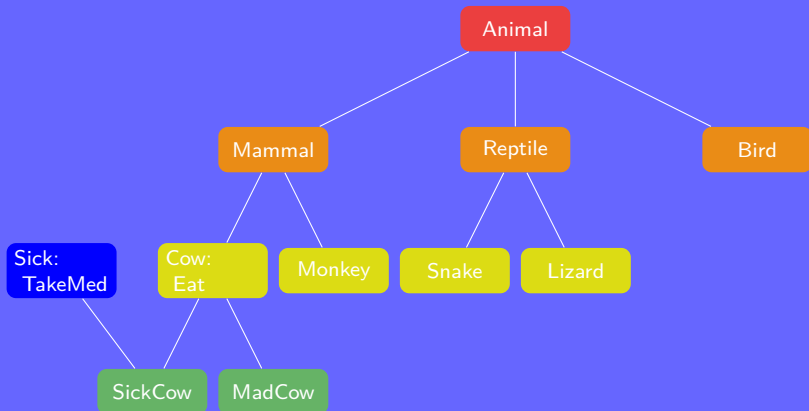 Animal
Mammal
Reptile
Bird
Sick:
TakeMed
Cow:
Eat
Monkey
Snake
Lizard
SickCow
MadCow